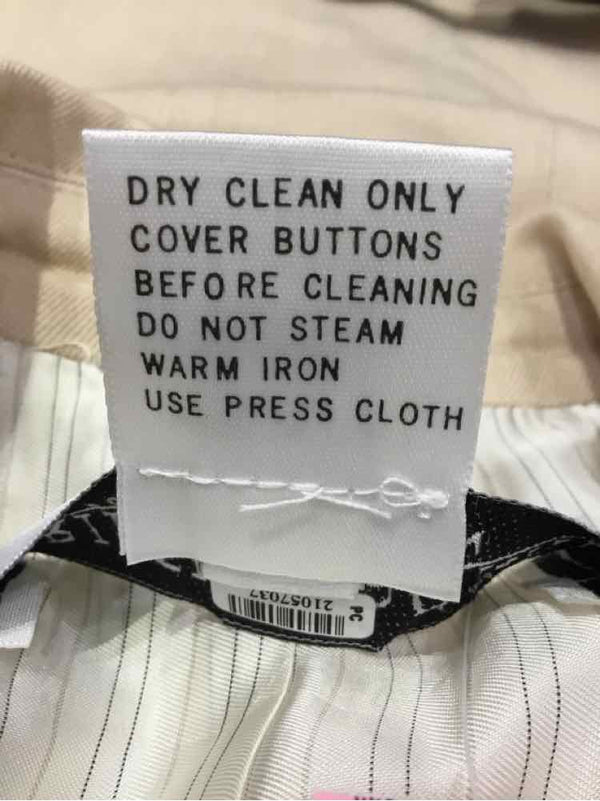 DRY CLEAN ONLY
COVER BUTTONS
BEFORE CLEANING
DO NOT STEAM
WARM IRON
USE PRESS CLOTH
PC
21057037